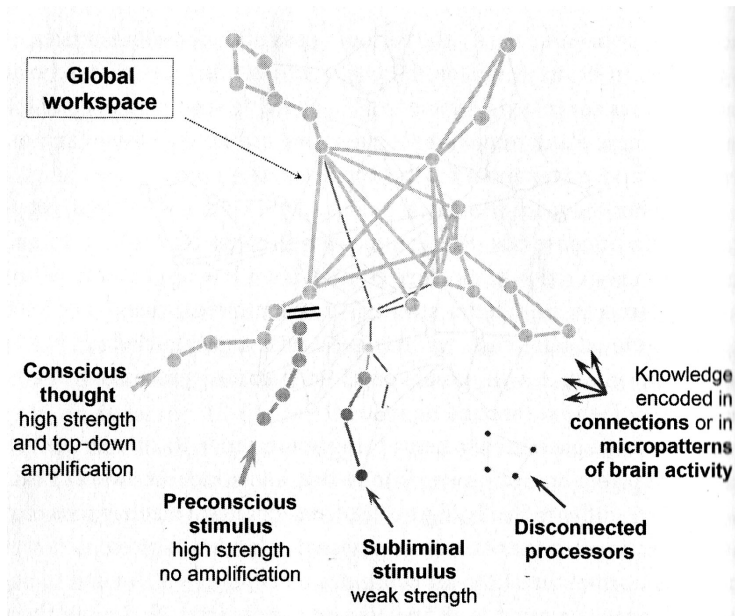 Global
workspace
Conscious
thought
high strength
and top-down
amplification
Preconscious
stimulus
high strength
no amplification
Subliminal
stimulus
weak strength
Disconnected
processors
Knowledge
encoded in
connections or in
micropatterns
of brain activity